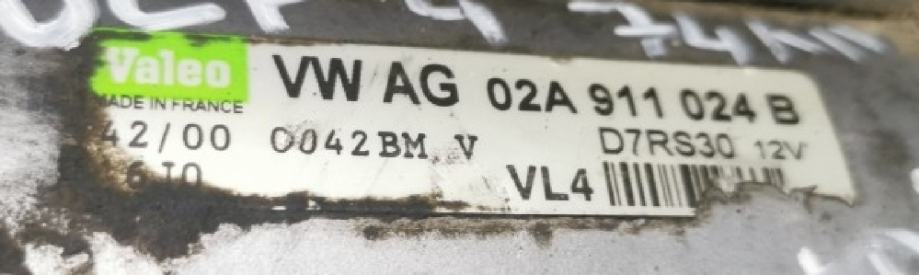 Valeo
VW AG 02A 911 024 B
MADE IN FRANCE
42/00 0042BM V
D7RS30 12V
VL4